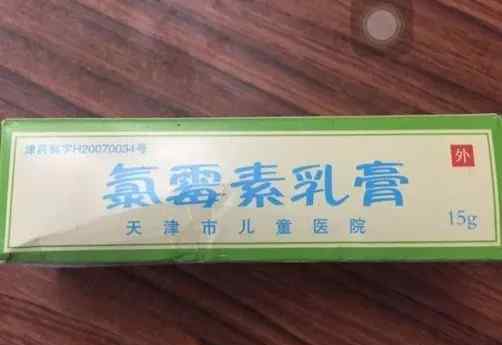 津药制字H20070034号
外
氯霉素乳膏
天津市儿童医院
15g